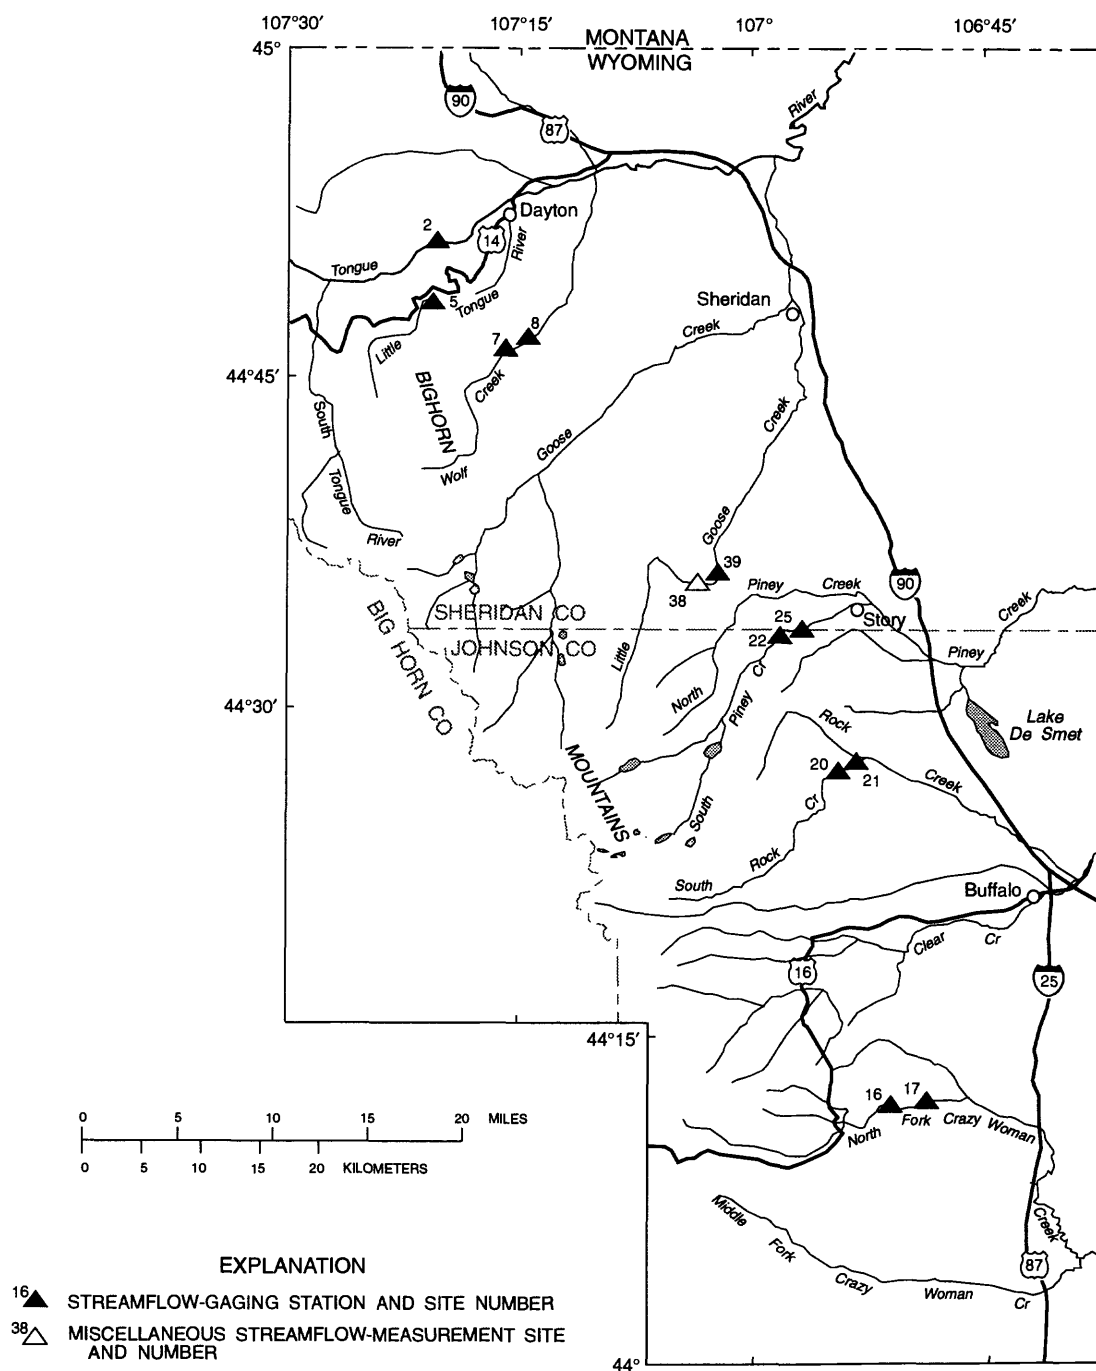 107°30′ 107°15′ 107° 106°45′
45°
MONTANA
WYOMING
90
87
River
Dayton
2
14
River
Tongue
5
Tongue
Sheridan
Creek
7
8
Little
44°45′
BIGHORN
Creek
South
Goose
Creek
Wolf
Tongue
River
Goose
39
38
90
Piney
Creek
Creek
BIG HORN CO
SHERIDAN CO
JOHNSON CO
25
Story
22
Little
Cr
Piney
North
Piney
44°30′
Rock
Lake
De Smet
MOUNTAINS
20
21
Creek
Cr
South
Rock
South
Buffalo
Clear
Cr
16
25
44°15′
16
17
North
Fork
Crazy
Woman
0 5 10 15 20 MILES
0 5 10 15 20 KILOMETERS
Middle
Fork
Crazy
Woman
Cr
Creek
87
EXPLANATION
16 STREAMFLOW-GAGING STATION AND SITE NUMBER
38 MISCELLANEOUS STREAMFLOW-MEASUREMENT SITE
AND NUMBER
44°